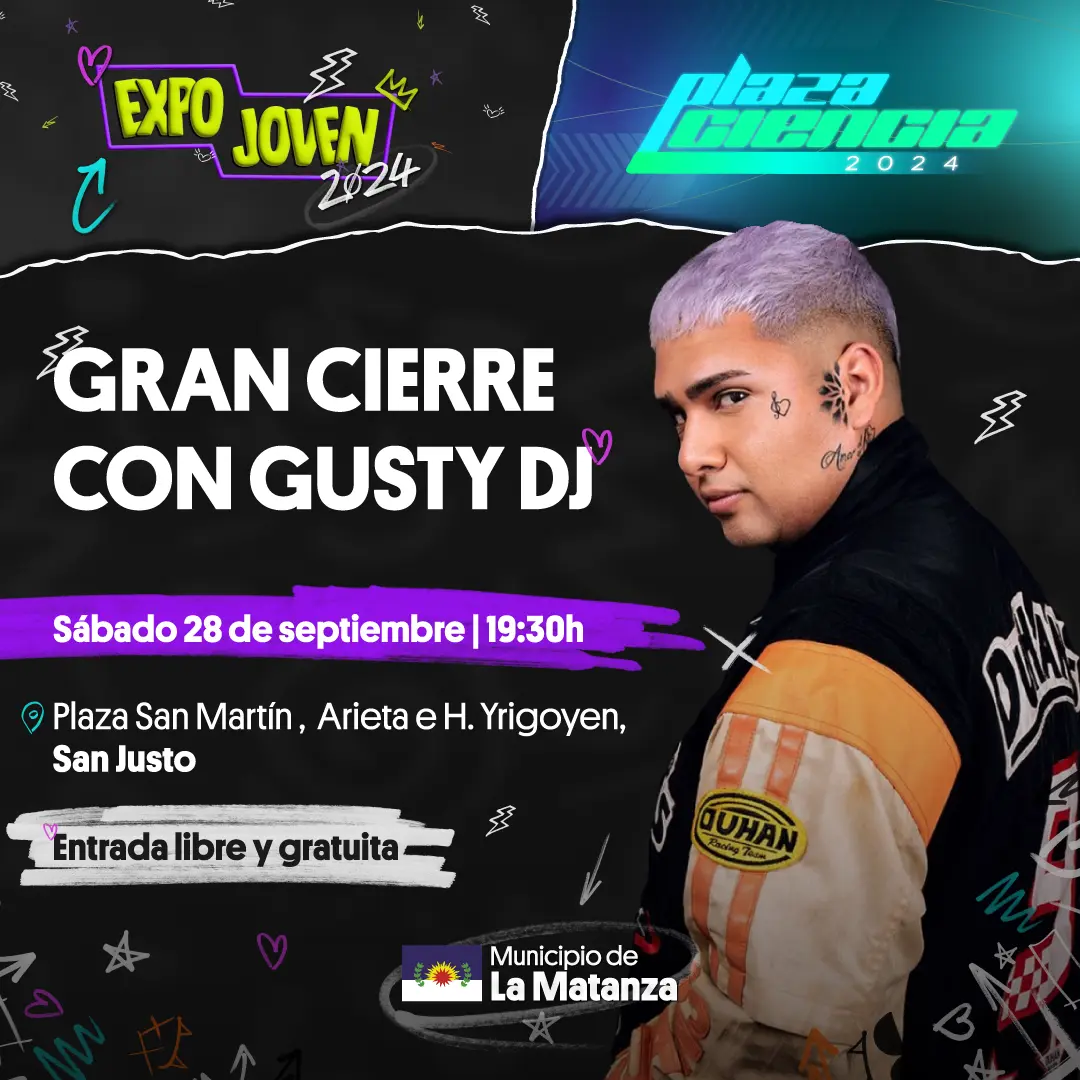 EXPO
JOVEN
2024
plaza
ciencia
2024
GRAN CIERRE
CON GUSTY DJ
Sábado 28 de septiembre | 19:30h
Plaza San Martín , Arieta e H. Yrigoyen,
San Justo
Entrada libre y gratuita
DUHAN
Racing Team
DUHAN
Municipio de
La Matanza